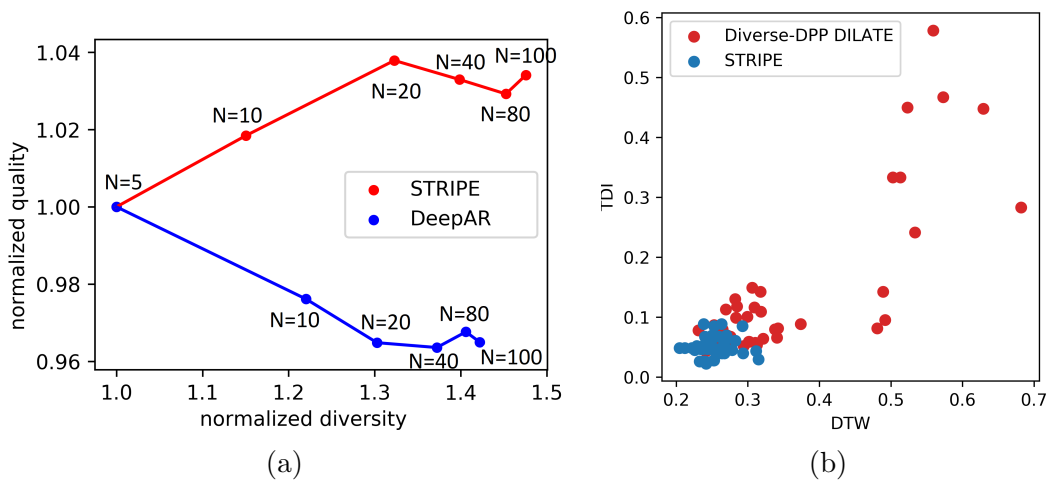 1.04
1.02
1.00
0.98
0.96
normalized quality
N=5
N=10
N=20
N=40
N=80
N=100
STRIPE
DeepAR
N=10
N=20
N=40
N=80
N=100
1.0 1.1 1.2 1.3 1.4 1.5
normalized diversity
(a)
0.6
0.5
0.4
0.3
0.2
0.1
0.0
TDI
Diverse-DPP DILATE
STRIPE
0.2 0.3 0.4 0.5 0.6 0.7
DTW
(b)